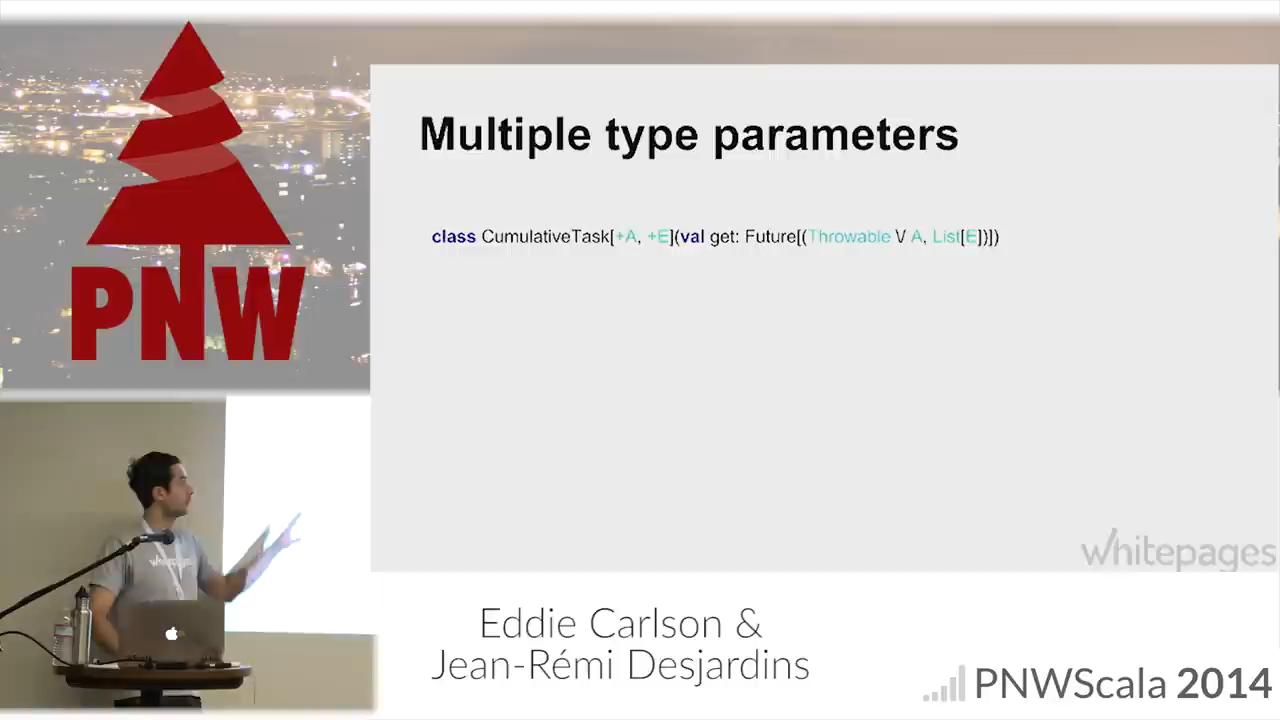 PNW
Multiple type parameters
class CumulativeTask[+A, +E](val get: Future[(Throwable \/ A, List[E])])
whitepages
whitepages
Eddie Carlson &
Jean-Rémi Desjardins
PNWScala 2014